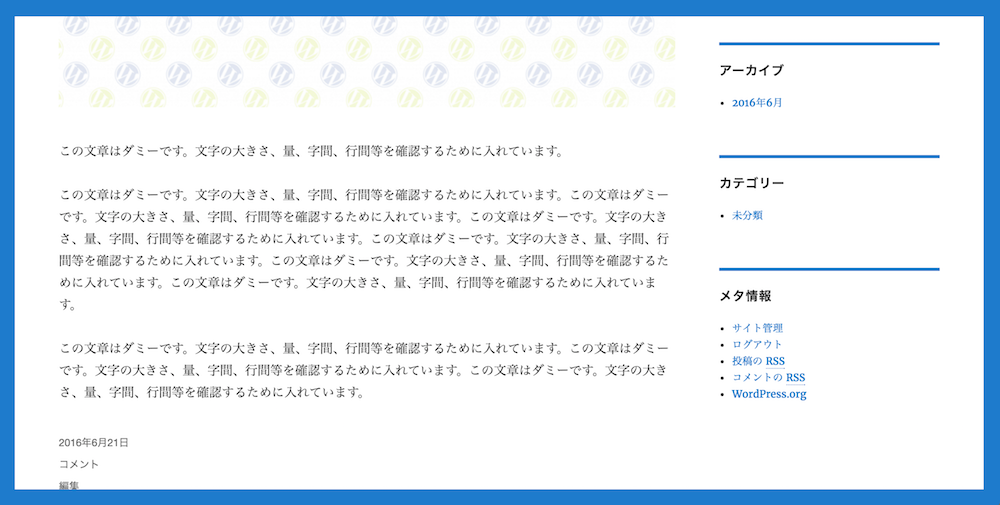 この文章はダミーです。文字の大きさ、量、字間、行間等を確認するために入れています。
この文章はダミーです。文字の大きさ、量、字間、行間等を確認するために入れています。この文章はダミー
です。文字の大きさ、量、字間、行間等を確認するために入れています。この文章はダミーです。文字の大き
さ、量、字間、行間等を確認するために入れています。この文章はダミーです。文字の大きさ、量、字間、行
間等を確認するために入れています。この文章はダミーです。文字の大きさ、量、字間、行間等を確認するた
めに入れています。この文章はダミーです。文字の大きさ、量、字間、行間等を確認するために入れていま
す。
この文章はダミーです。文字の大きさ、量、字間、行間等を確認するために入れています。この文章はダミー
です。文字の大きさ、量、字間、行間等を確認するために入れています。この文章はダミーです。文字の大き
さ、量、字間、行間等を確認するために入れています。
2016年6月21日
コメント
編集
アーカイブ
2016年6月
カテゴリー
未分類
メタ情報
サイト管理
ログアウト
投稿の RSS
コメントの RSS
WordPress.org